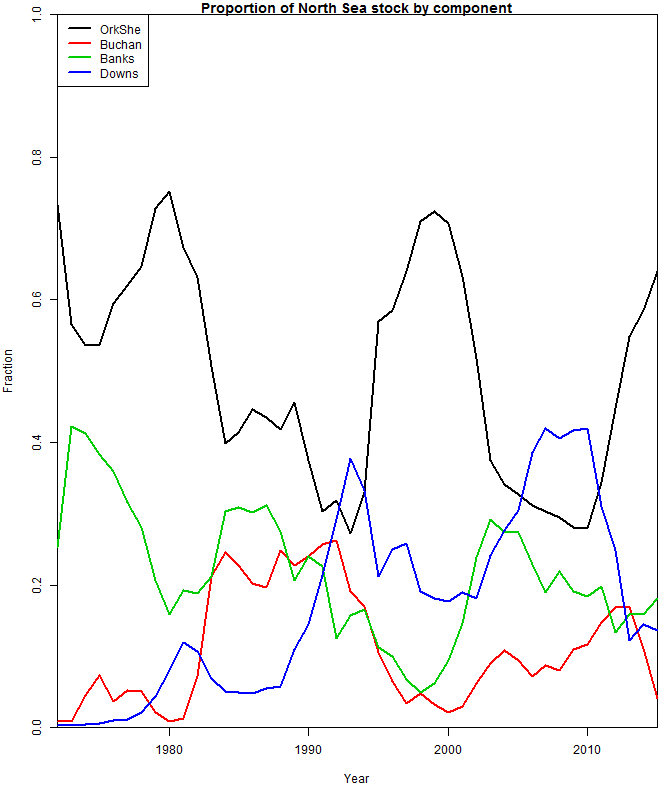 Proportion of North Sea stock by component
OrkShe
Buchan
Banks
Downs
1.0
0.8
0.6
0.4
0.2
0.0
Fraction
1980 1990 2000 2010
Year